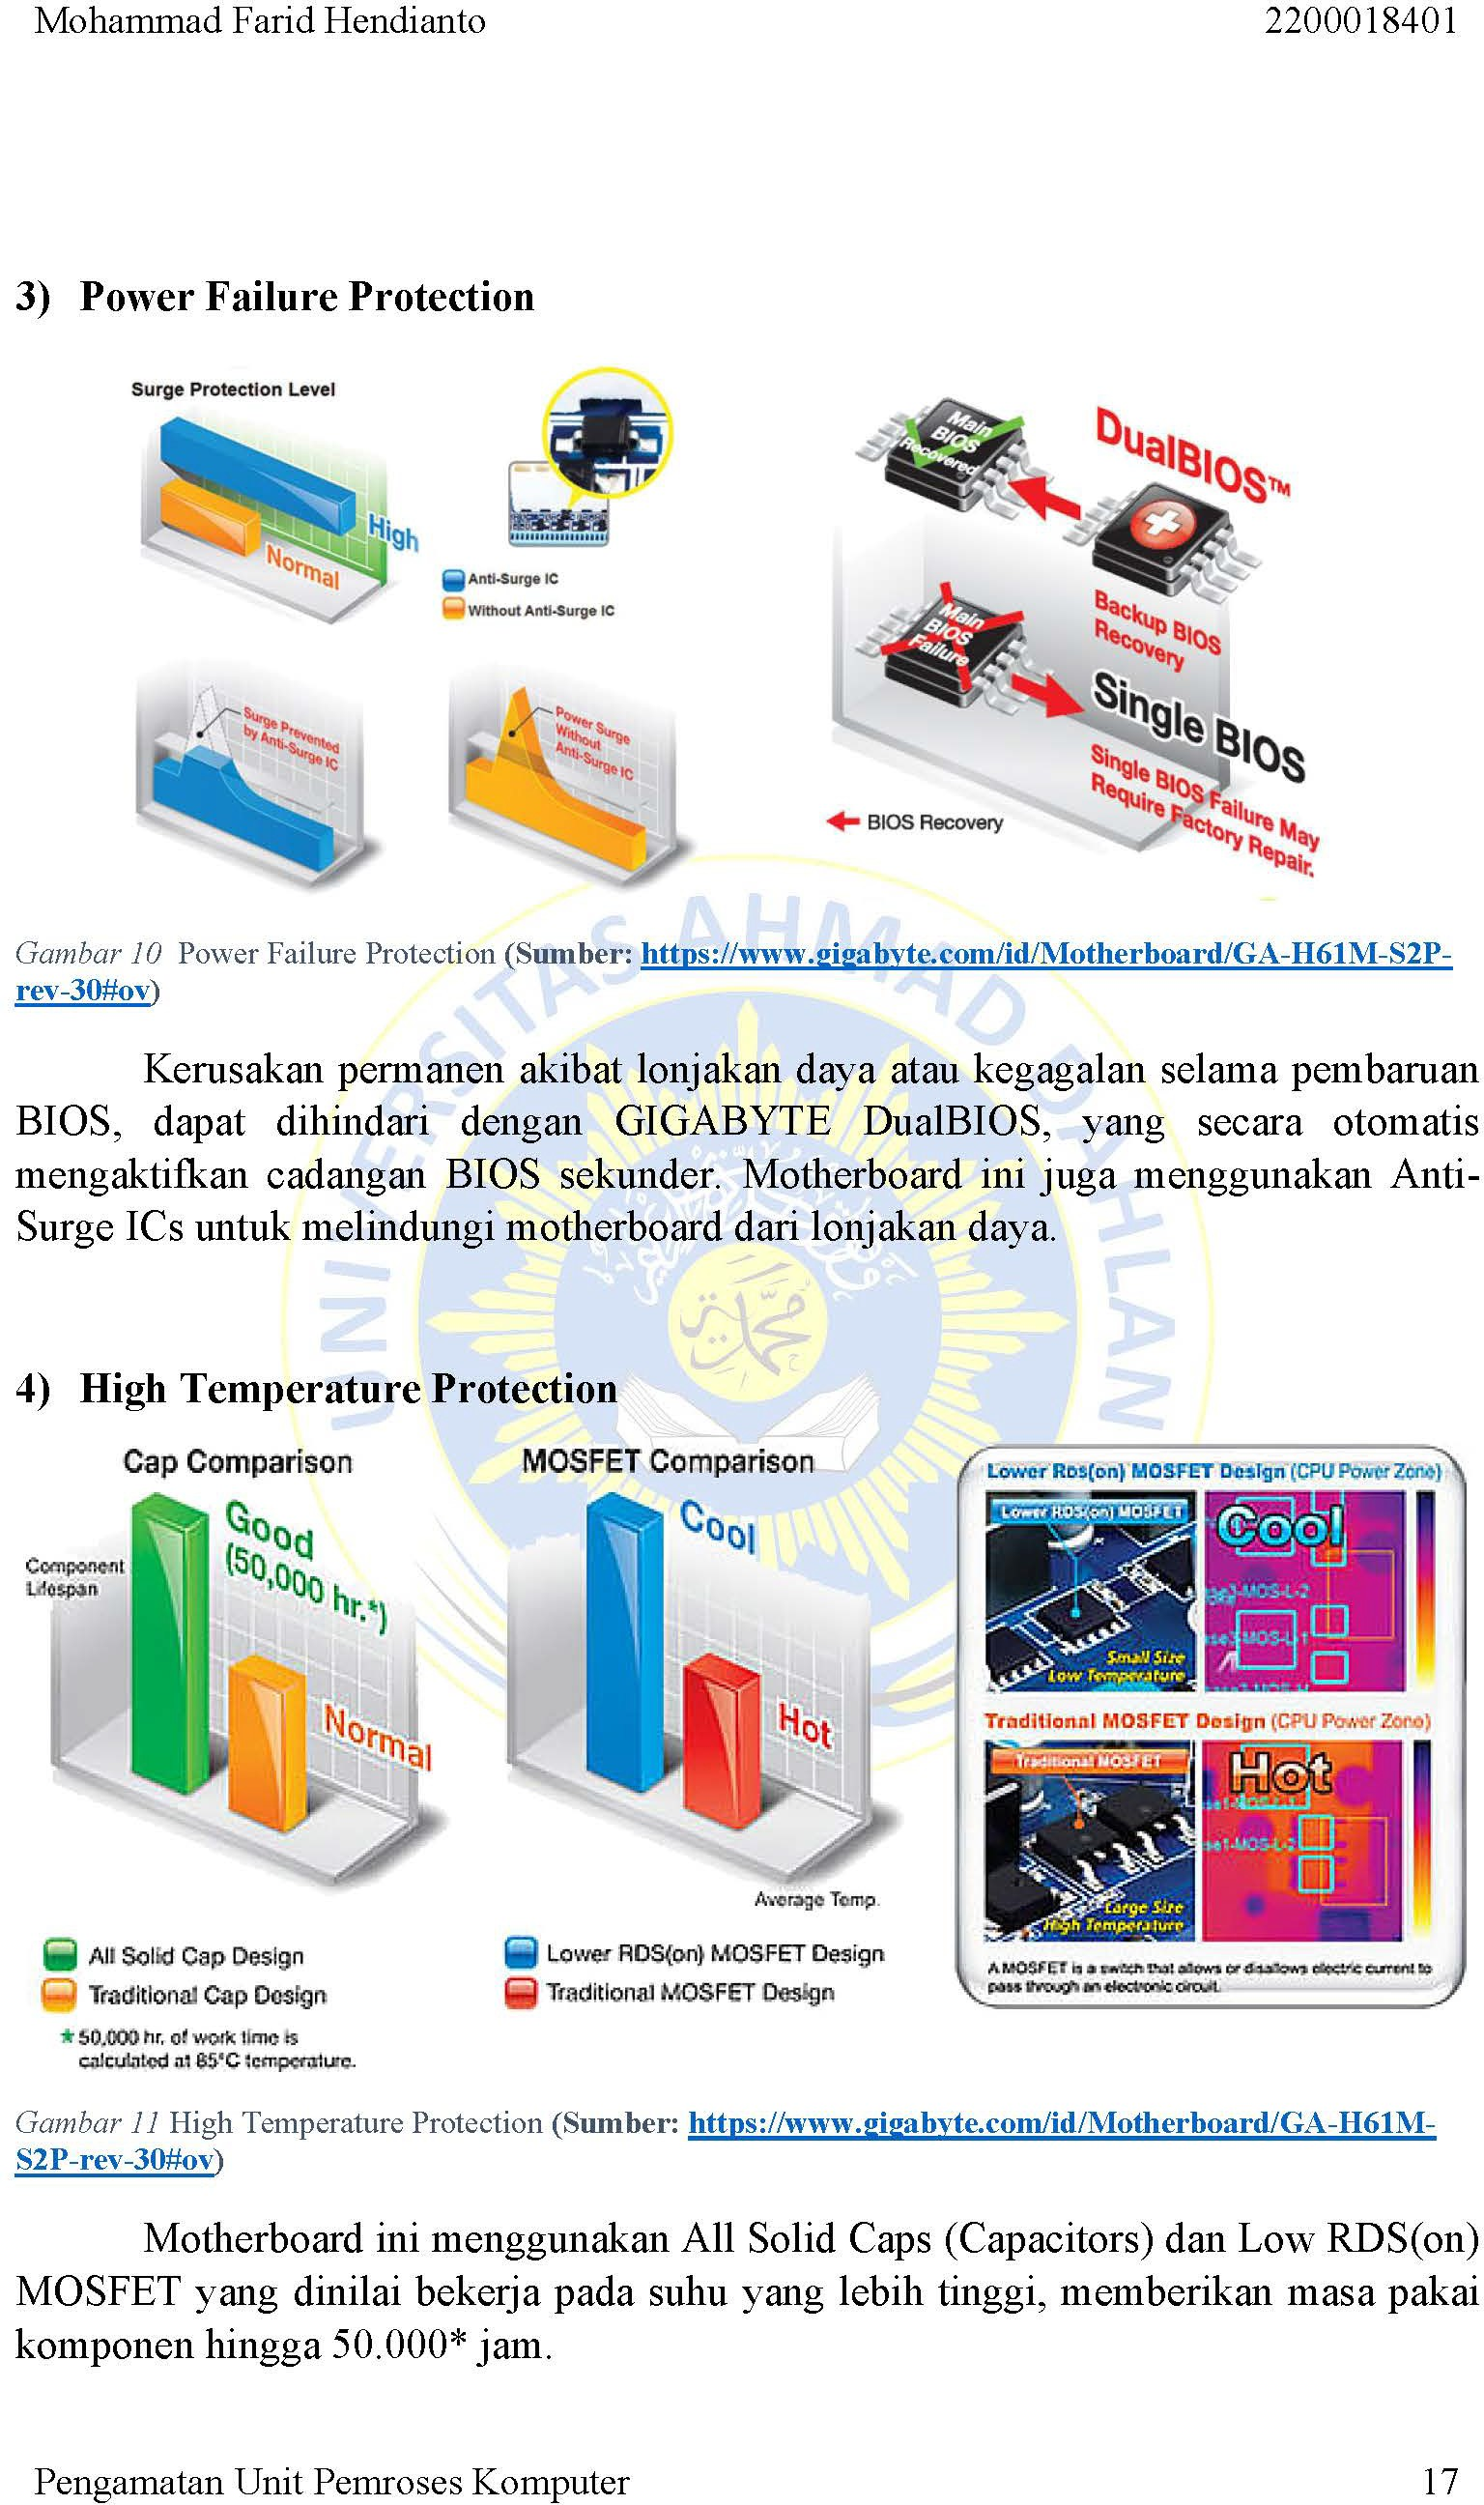 Mohammad Farid Hendianto 2200018401
3) Power Failure Protection
Surge Protection Level
High
Normal
Anti-Surge IC
Without Anti-Surge IC
Surge Prevented
by Anti-Surge IC
Power Surge
Without
Anti-Surge IC
Main
BIOS
Recovered
DualBIOS™
Backup BIOS
Recovery
Main
BIOS
Failure
Single BIOS
Single BIOS Failure May
Require Factory Repair.
BIOS Recovery
Gambar 10 Power Failure Protection (Sumber: https://www.gigabyte.com/id/Motherboard/GA-H61M-S2P-
rev-30#ov)
UNIVERSITAS AHMAD DAHLAN
Kerusakan permanen akibat lonjakan daya atau kegagalan selama pembaruan
BIOS, dapat dihindari dengan GIGABYTE DualBIOS, yang secara otomatis
mengaktifkan cadangan BIOS sekunder. Motherboard ini juga menggunakan Anti-
Surge ICs untuk melindungi motherboard dari lonjakan daya.
4) High Temperature Protection
Cap Comparison
Component
Lifespan
Good
(50,000 hr.*)
Normal
All Solid Cap Design
Traditional Cap Design
* 50,000 hr. of work time is
calculated at 85°C temperature.
MOSFET Comparison
Cool
Hot
Average Temp.
Lower RDS(on) MOSFET Design
Traditional MOSFET Design
Lower RDS(on) MOSFET Design (CPU Power Zone)
Lower RDS(on) MOSFET
Small Size
Low Temperature
Cool
Traditional MOSFET Design (CPU Power Zone)
Traditional MOSFET
Large Size
High Temperature
Hot
A MOSFET is a switch that allows or disallows electric current to
pass through an electronic circuit.
Gambar 11 High Temperature Protection (Sumber: https://www.gigabyte.com/id/Motherboard/GA-H61M-
S2P-rev-30#ov)
Motherboard ini menggunakan All Solid Caps (Capacitors) dan Low RDS(on)
MOSFET yang dinilai bekerja pada suhu yang lebih tinggi, memberikan masa pakai
komponen hingga 50.000* jam.
Pengamatan Unit Pemroses Komputer 17